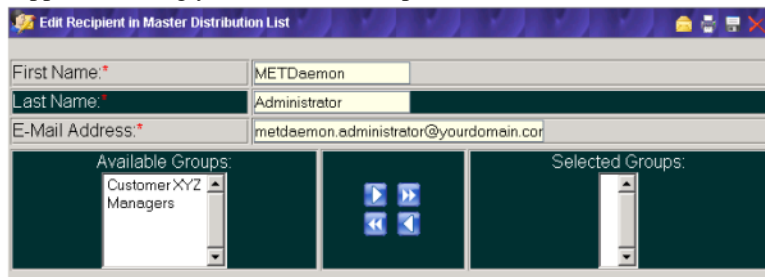 Edit Recipient in Master Distribution List
First Name:*
METDaemon
Last Name:*
Administrator
E-Mail Address:*
metdaemon.administrator@yourdomain.com
Available Groups:
Selected Groups:
Customer XYZ
Managers